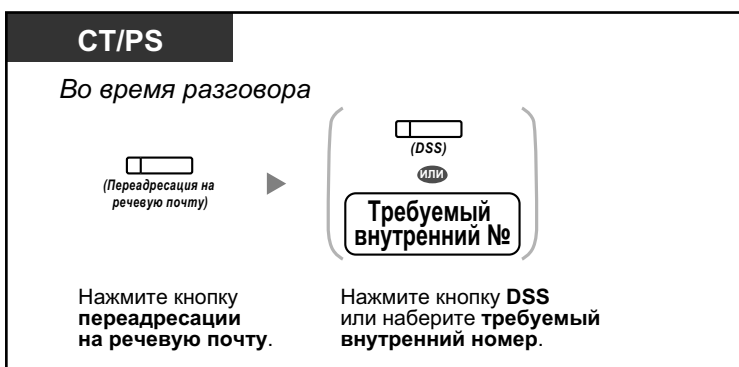 CT/PS
Во время разговора
(Переадресация на
речевую почту)
(DSS)
или
Требуемый
внутренний №
Нажмите кнопку
переадресации
на речевую почту.
Нажмите кнопку DSS
или наберите требуемый
внутренний номер.